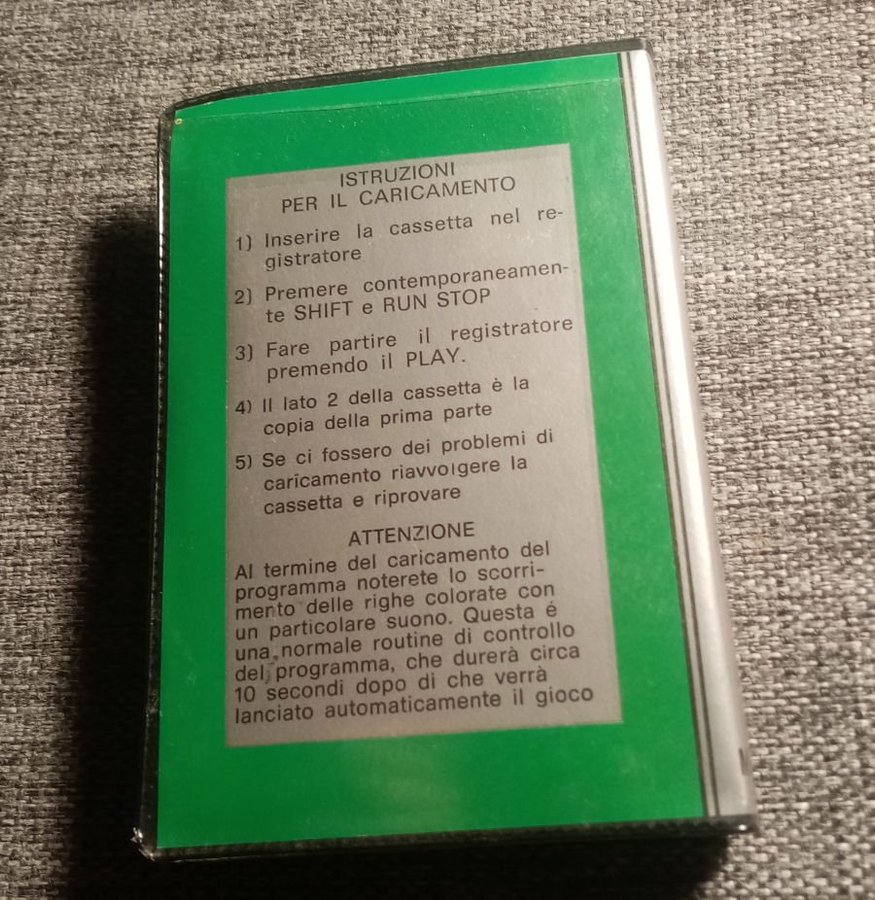 ISTRUZIONI
PER IL CARICAMENTO
1) Inserire la cassetta nel re-
gistratore
2) Premere contemporaneamen-
te SHIFT e RUN STOP
3) Fare partire il registratore
premendo il PLAY.
4) Il lato 2 della cassetta è la
copia della prima parte
5) Se ci fossero dei problemi di
caricamento riavvolgere la
cassetta e riprovare
ATTENZIONE
Al termine del caricamento del
programma noterete lo scorri-
mento delle righe colorate con
un particolare suono. Questa é
una normale routine di controllo
del programma, che durerà circa
10 secondi dopo di che verrà
lanciato automaticamente il gioco